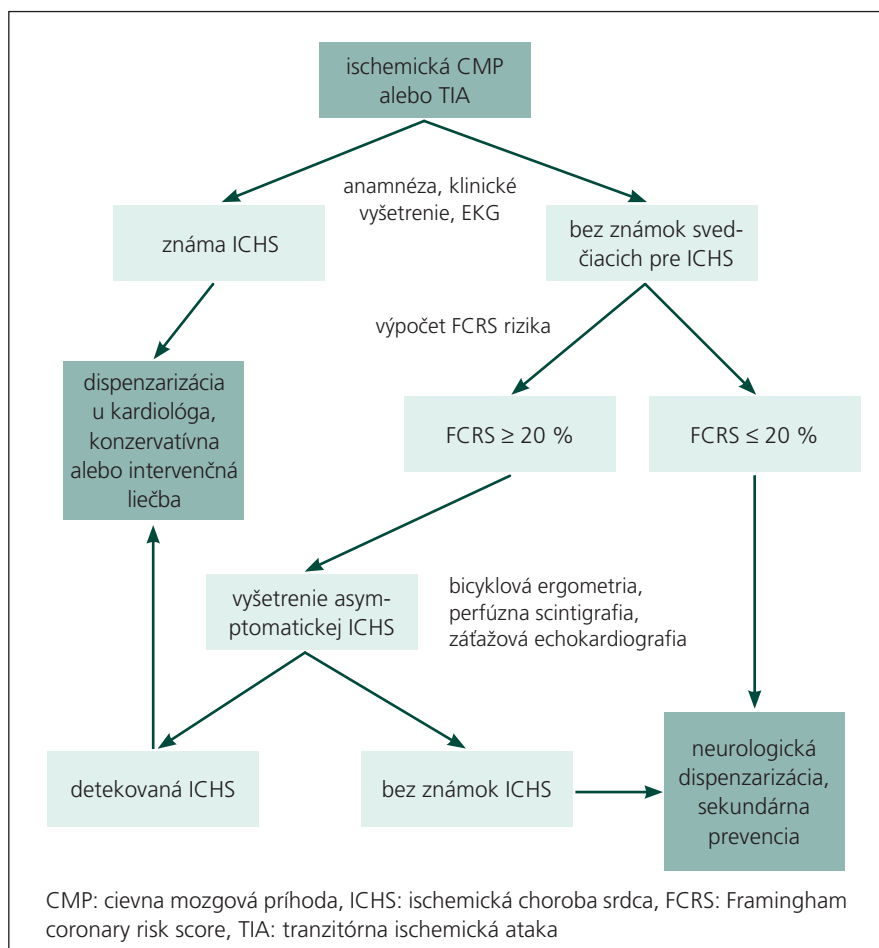 ischemická CMP
alebo TIA
anamnéza, klinické
vyšetrenie, EKG
známa ICHS
bez známok sved-
čiacich pre ICHS
výpočet FCRS rizika
dispenzarizácia
u kardiológa,
konzervatívna
alebo intervenčná
liečba
FCRS ≥ 20 %
FCRS ≤ 20 %
vyšetrenie asym-
ptomatickej ICHS
bicyklová ergometria,
perfúzna scintigrafia,
záťažová echokardiografia
detekovaná ICHS
bez známok ICHS
neurologická
dispenzarizácia,
sekundárna
prevencia
CMP: cievna mozgová príhoda, ICHS: ischemická choroba srdca, FCRS: Framingham
coronary risk score, TIA: tranzitórna ischemická ataka